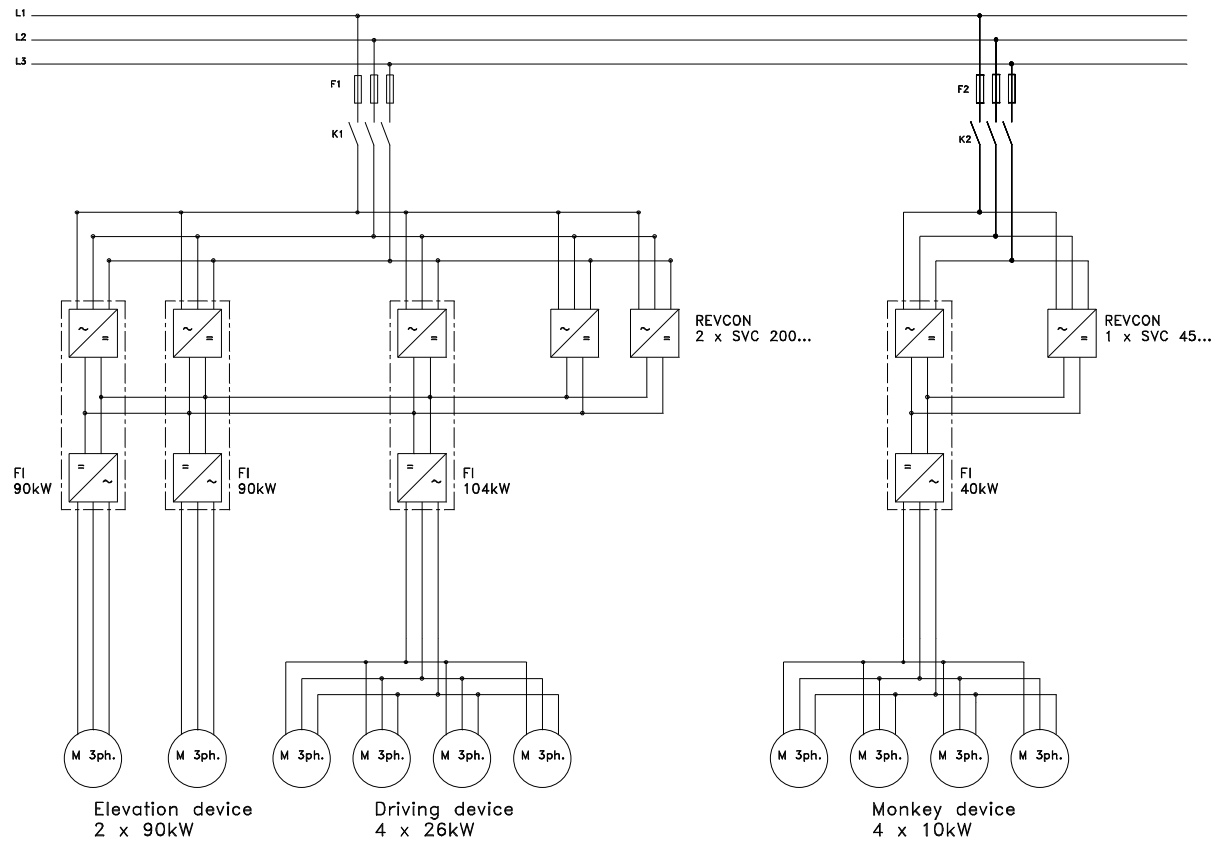 L1
L2
L3
F1
F2
K1
K2
~
=
~
=
~
=
~
=
~
=
REVCON
2 x SVC 200...
~
=
~
=
REVCON
1 x SVC 45...
FI
90kW
=
~
=
~
FI
90kW
=
~
FI
104kW
=
~
FI
40kW
M 3ph.
M 3ph.
M 3ph.
M 3ph.
M 3ph.
M 3ph.
M 3ph.
M 3ph.
M 3ph.
M 3ph.
Elevation device
2 x 90kW
Driving device
4 x 26kW
Monkey device
4 x 10kW